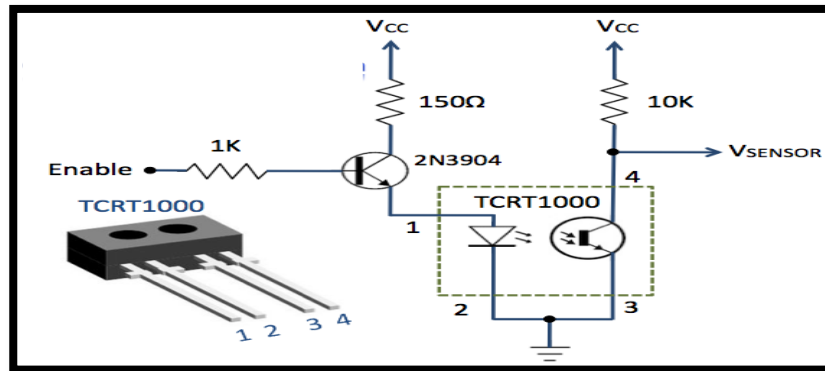 VCC
VCC
150Ω
10K
1K
2N3904
Enable
VSENSOR
4
TCRT1000
TCRT1000
1
2
3
1
2
3
4